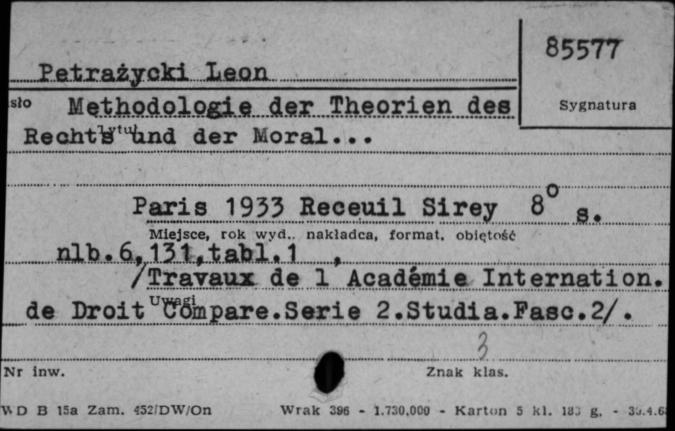 85577
Petrażycki Leon
sło Methodologie der Theorien des
Sygnatura
Rechts und der Moral...
tytuł
Paris 1933 Receuil Sirey 8° s.
Miejsce, rok wyd., nakładca, format, objętość
nlb.6,131,tabl.1 ,
/Travaux de l Académie Internation.
Uwagi
de Droit Compare.Serie 2.Studia.Fasc.2/.
3
Nr inw.
Znak klas.
WD B 15a Zam. 452/DW/On
Wrak 396 - 1.730.000 - Karton 5 kl. 183 g. -